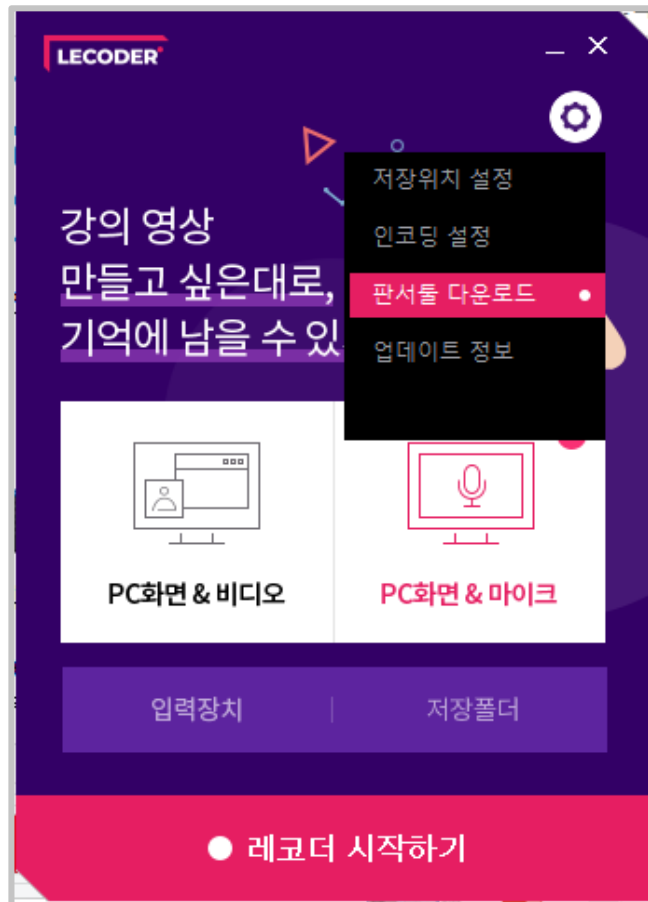 LECODER
저장위치 설정
인코딩 설정
판서툴 다운로드
업데이트 정보
강의 영상
만들고 싶은대로,
기억에 남을 수 있
PC화면 & 비디오
PC화면 & 마이크
입력장치
저장폴더
레코더 시작하기